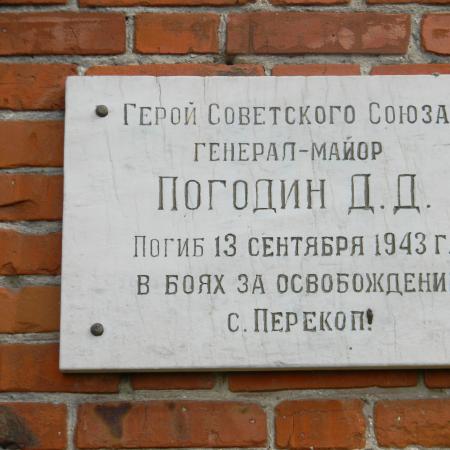 Герой Советского Союза
генерал-майор
Погодин Д.Д.
Погиб 13 сентября 1943 г.
в боях за освобождени
с. Перекоп!